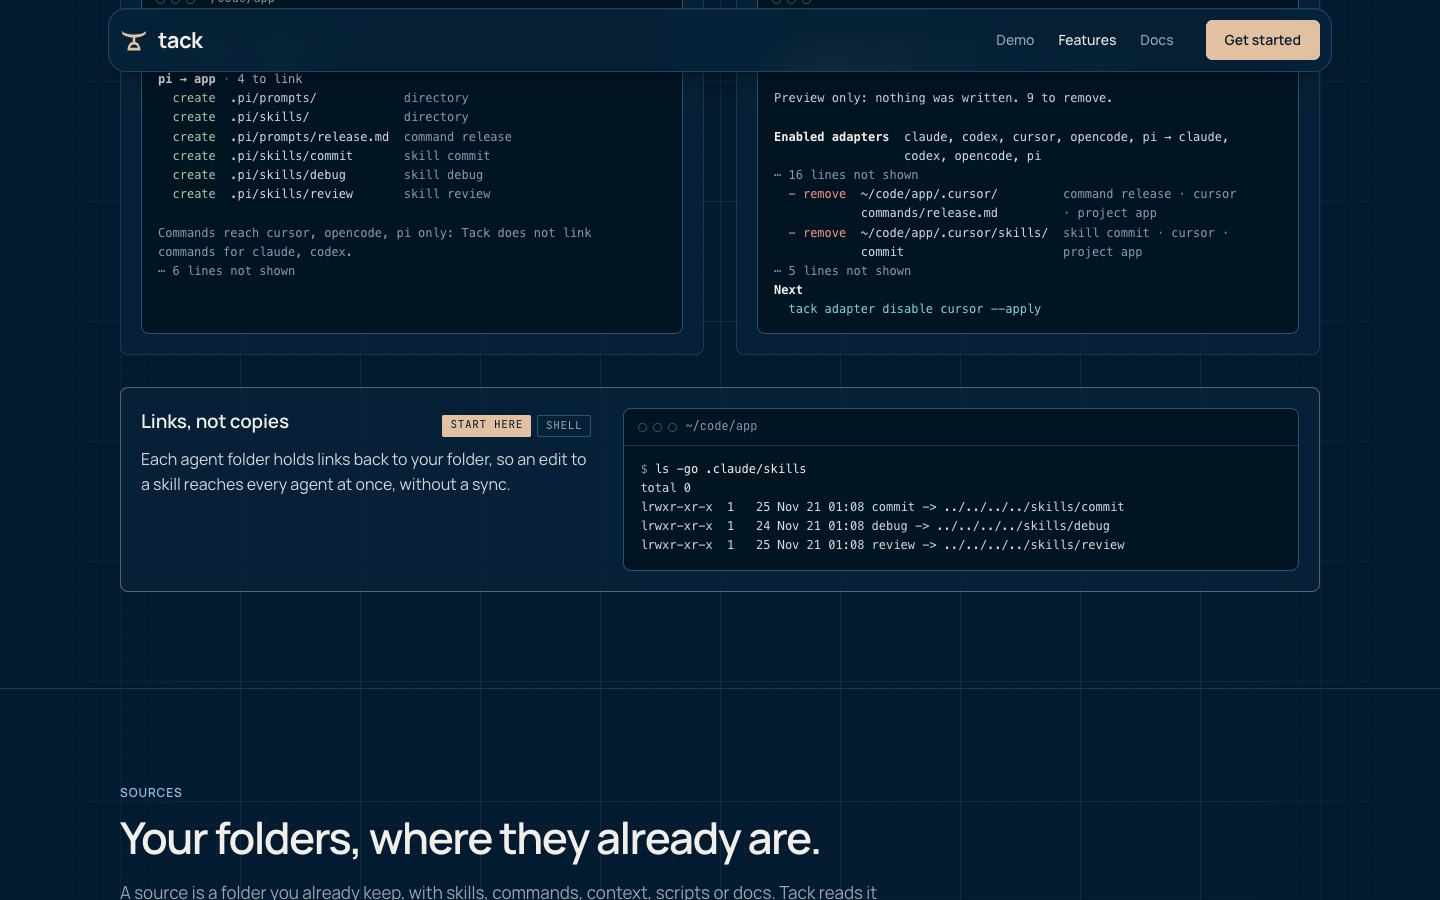 tack
Demo
Features
Docs
Get started
pi → app · 4 to link
create .pi/prompts/ directory
create .pi/skills/ directory
create .pi/prompts/release.md command release
create .pi/skills/commit skill commit
create .pi/skills/debug skill debug
create .pi/skills/review skill review
Commands reach cursor, opencode, pi only: Tack does not link
commands for claude, codex.
⋯ 6 lines not shown
Preview only: nothing was written. 9 to remove.
Enabled adapters claude, codex, cursor, opencode, pi → claude,
codex, opencode, pi
⋯ 16 lines not shown
− remove ~/code/app/.cursor/ command release · cursor
commands/release.md · project app
− remove ~/code/app/.cursor/skills/ skill commit · cursor ·
commit project app
⋯ 5 lines not shown
Next
tack adapter disable cursor --apply
Links, not copies
START HERE
SHELL
Each agent folder holds links back to your folder, so an edit to
a skill reaches every agent at once, without a sync.
~/code/app
$ ls -go .claude/skills
total 0
lrwxr-xr-x 1 25 Nov 21 01:08 commit -> ../../../../skills/commit
lrwxr-xr-x 1 24 Nov 21 01:08 debug -> ../../../../skills/debug
lrwxr-xr-x 1 25 Nov 21 01:08 review -> ../../../../skills/review
SOURCES
Your folders, where they already are.
A source is a folder you already keep, with skills, commands, context, scripts or docs. Tack reads it